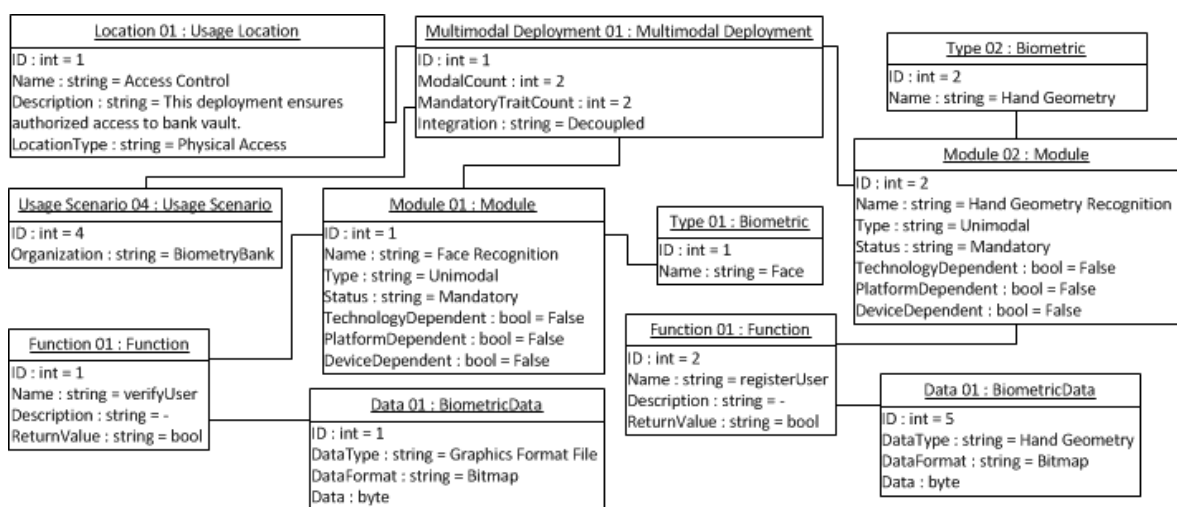 Location 01 : Usage Location
ID : int = 1
Name : string = Access Control
Description : string = This deployment ensures
authorized access to bank vault.
LocationType : string = Physical Access
Multimodal Deployment 01 : Multimodal Deployment
ID : int = 1
ModalCount : int = 2
MandatoryTraitCount : int = 2
Integration : string = Decoupled
Type 02 : Biometric
ID : int = 2
Name : string = Hand Geometry
Usage Scenario 04 : Usage Scenario
ID : int = 4
Organization : string = BiometryBank
Module 01 : Module
ID : int = 1
Name : string = Face Recognition
Type : string = Unimodal
Status : string = Mandatory
TechnologyDependent : bool = False
PlatformDependent : bool = False
DeviceDependent : bool = False
Type 01 : Biometric
ID : int = 1
Name : string = Face
Module 02 : Module
ID : int = 2
Name : string = Hand Geometry Recognition
Type : string = Unimodal
Status : string = Mandatory
TechnologyDependent : bool = False
PlatformDependent : bool = False
DeviceDependent : bool = False
Function 01 : Function
ID : int = 1
Name : string = verifyUser
Description : string = -
ReturnValue : string = bool
Data 01 : BiometricData
ID : int = 1
DataType : string = Graphics Format File
DataFormat : string = Bitmap
Data : byte
Function 01 : Function
ID : int = 2
Name : string = registerUser
Description : string = -
ReturnValue : string = bool
Data 01 : BiometricData
ID : int = 5
DataType : string = Hand Geometry
DataFormat : string = Bitmap
Data : byte